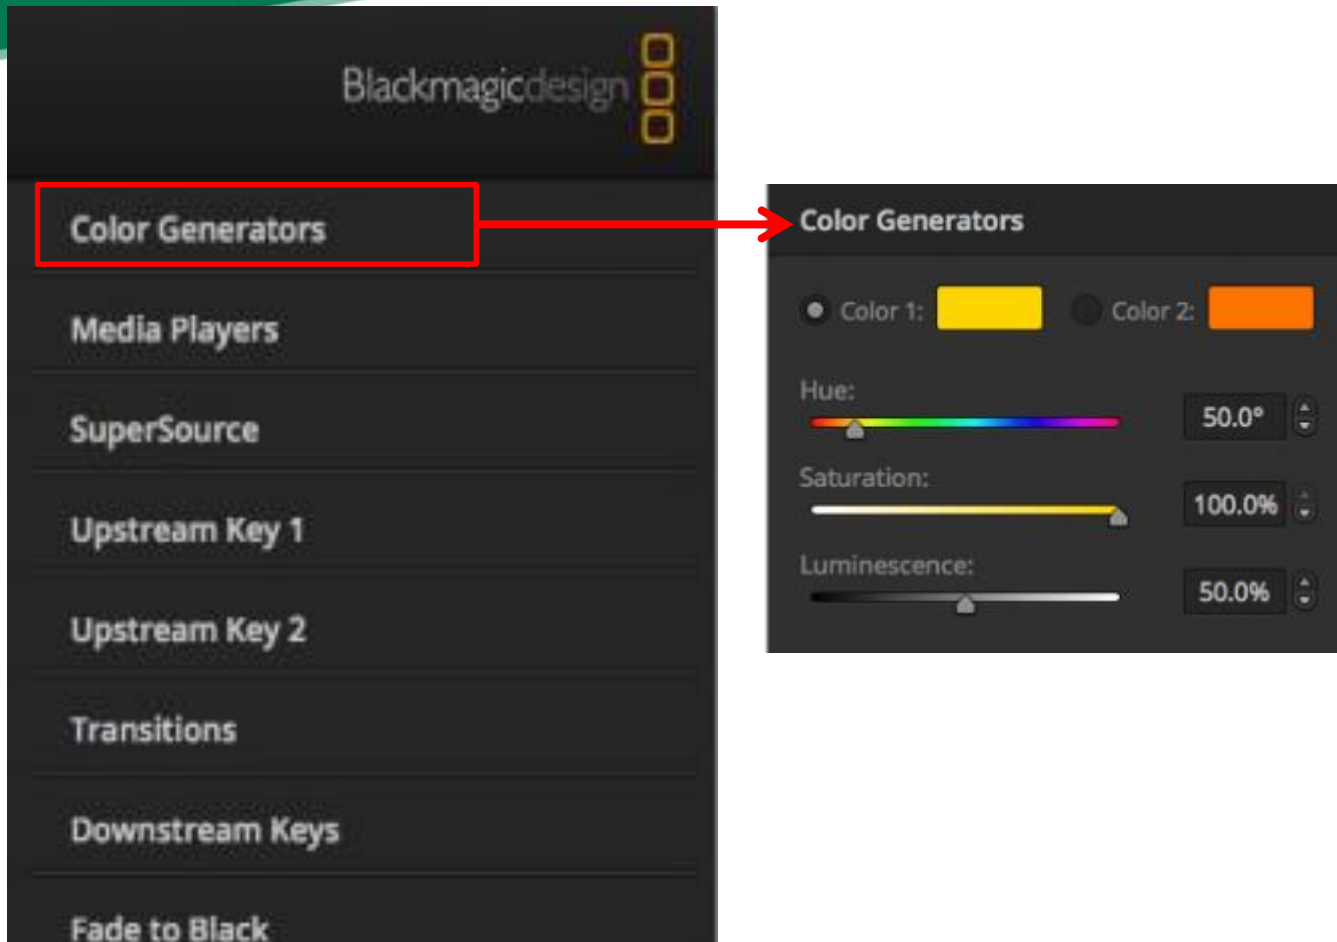 Blackmagicdesign
Color Generators
Media Players
SuperSource
Upstream Key 1
Upstream Key 2
Transitions
Downstream Keys
Fade to Black
Color Generators
Color 1: Color 2:
Hue:
50.0°
Saturation:
100.0%
Luminescence:
50.0%